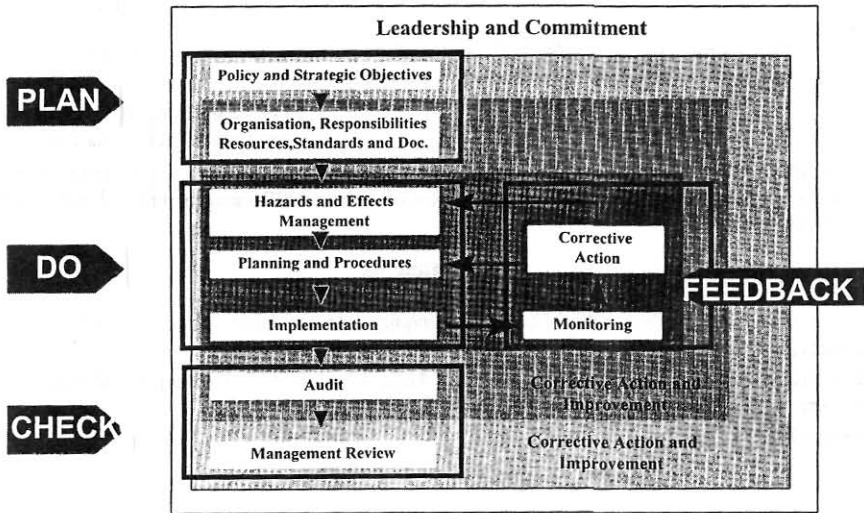 Leadership and Commitment
PLAN
Policy and Strategic Objectives
Organisation, Responsibilities
Resources,Standards and Doc.
DO
Hazards and Effects
Management
Planning and Procedures
Implementation
Corrective
Action
Monitoring
FEEDBACK
CHECK
Audit
Management Review
Corrective Action and
Improvement
Corrective Action and
Improvement